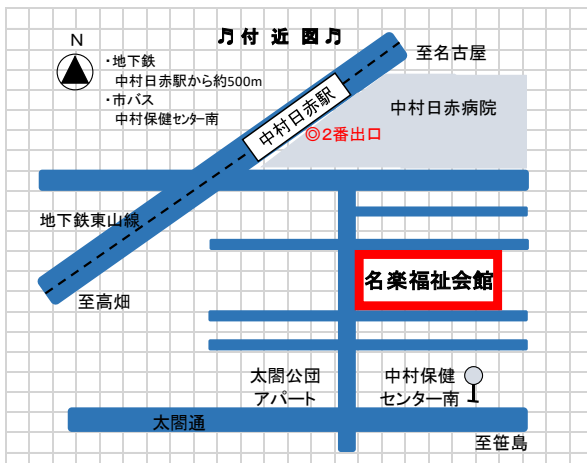 ♬付 近 図♬
N
・地下鉄
中村日赤駅から約500m
・市バス
中村保健センター南
至名古屋
中村日赤駅
中村日赤病院
◎2番出口
地下鉄東山線
至高畑
名楽福祉会館
太閤公団
アパート
中村保健
センター南
太閤通
至笹島